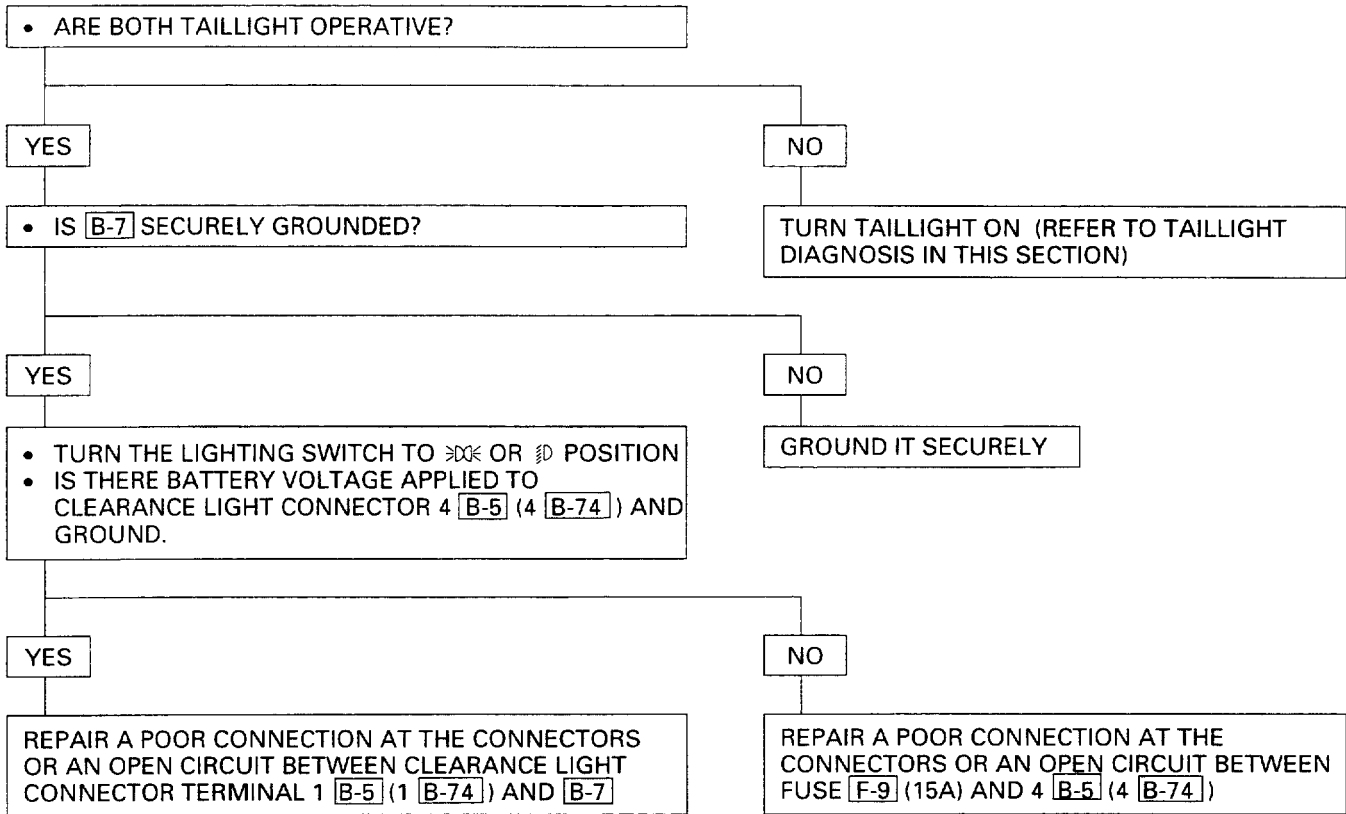 • ARE BOTH TAILLIGHT OPERATIVE?
YES
NO
• IS B-7 SECURELY GROUNDED?
TURN TAILLIGHT ON (REFER TO TAILLIGHT
DIAGNOSIS IN THIS SECTION)
YES
NO
• TURN THE LIGHTING SWITCH TO OR POSITION
• IS THERE BATTERY VOLTAGE APPLIED TO
CLEARANCE LIGHT CONNECTOR 4 B-5 (4 B-74) AND
GROUND.
GROUND IT SECURELY
YES
NO
REPAIR A POOR CONNECTION AT THE CONNECTORS
OR AN OPEN CIRCUIT BETWEEN CLEARANCE LIGHT
CONNECTOR TERMINAL 1 B-5 (1 B-74) AND B-7
REPAIR A POOR CONNECTION AT THE
CONNECTORS OR AN OPEN CIRCUIT BETWEEN
FUSE F-9 (15A) AND 4 B-5 (4 B-74)